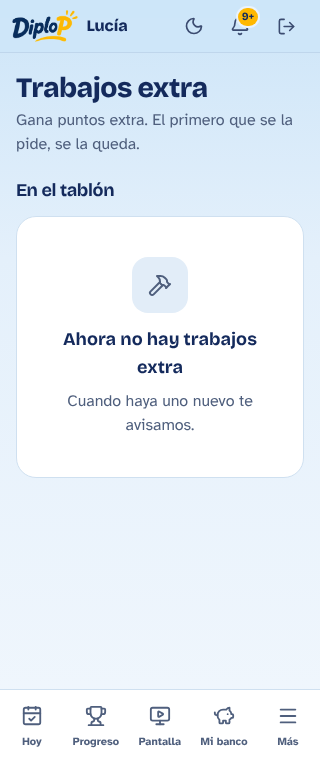 DiploP Lucía
9+
Trabajos extra
Gana puntos extra. El primero que se la
pide, se la queda.
En el tablón
Ahora no hay trabajos
extra
Cuando haya uno nuevo te
avisamos.
Hoy Progreso Pantalla Mi banco Más